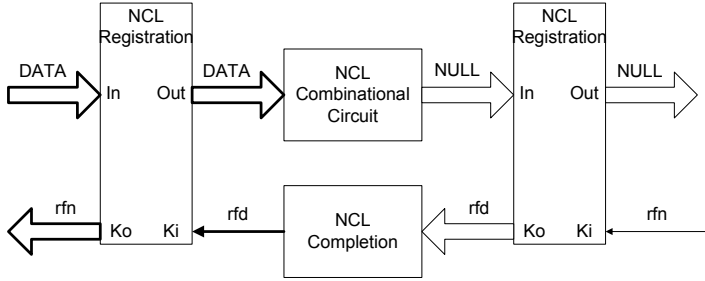 NCL
Registration
NCL
Registration
DATA
DATA
NULL
NULL
In
Out
NCL
Combinational
Circuit
In
Out
rfn
rfd
rfd
rfn
Ko
Ki
NCL
Completion
Ko
Ki